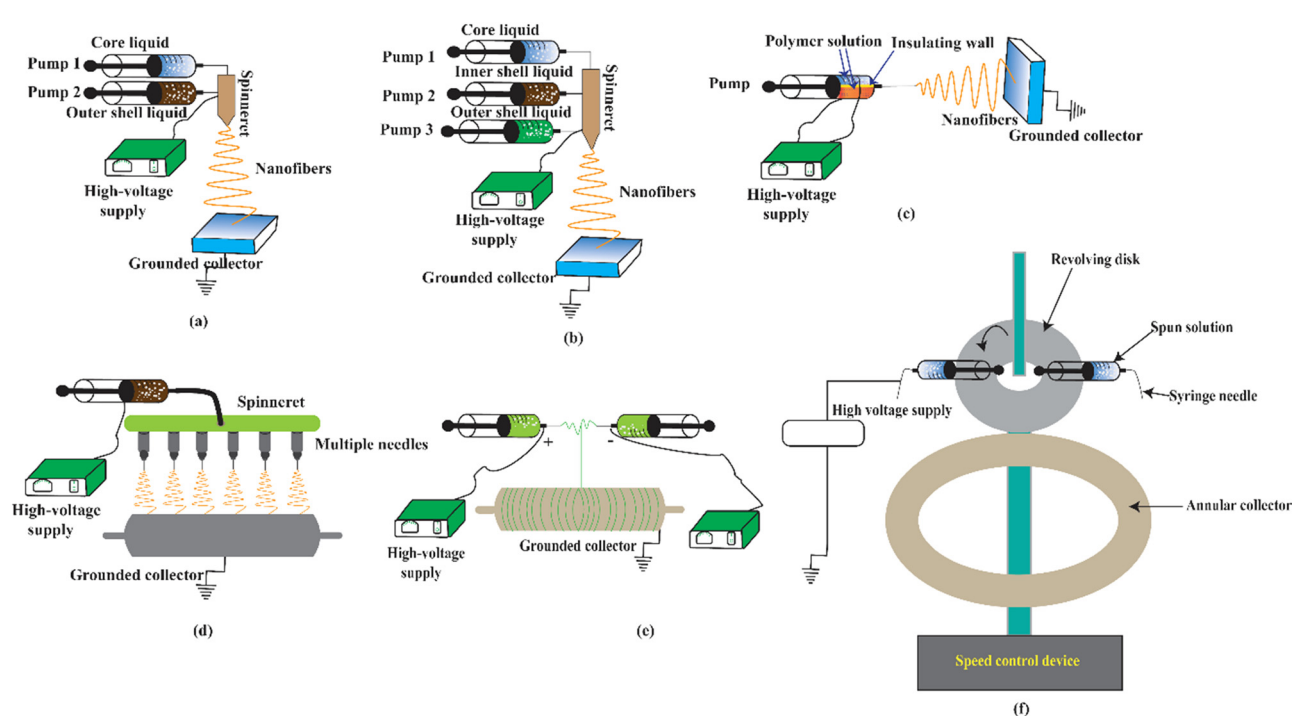 Core liquid
Pump 1
Pump 2
Outer shell liquid
Spinneret
High-voltage
supply
Nanofibers
Grounded collector
(a)
Core liquid
Pump 1
Inner shell liquid
Pump 2
Outer shell liquid
Pump 3
Spinneret
High-voltage
supply
Nanofibers
Grounded collector
(b)
Polymer solution
Insulating wall
Pump
Nanofibers
Grounded collector
High-voltage
supply
(c)
Spinneret
Multiple needles
High-voltage
supply
Grounded collector
(d)
+
-
High-voltage
supply
Grounded collector
(e)
Revolving disk
Spun solution
High voltage supply
Syringe needle
Annular collector
Speed control device
(f)